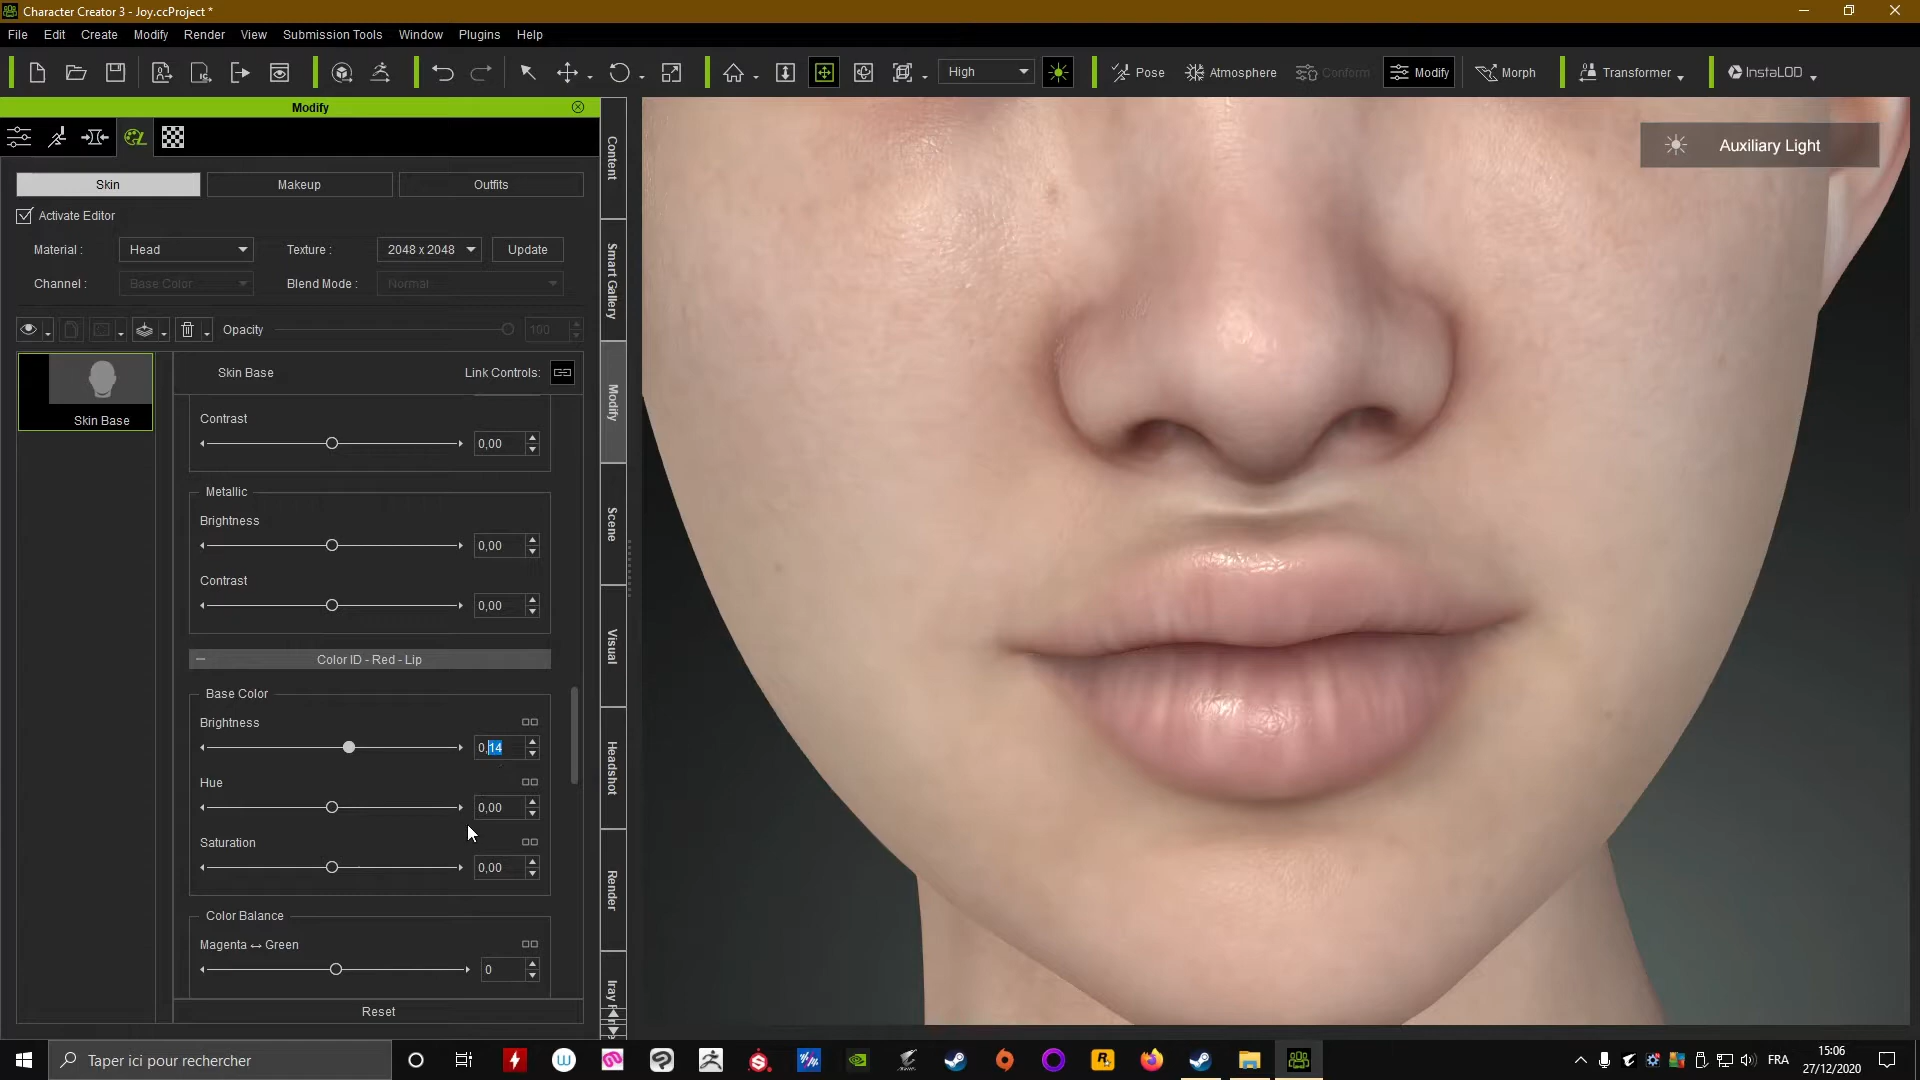 Character Creator 3 - Joy.ccProject *
File Edit Create Modify Render View Submission Tools Window Plugins Help
High Pose Atmosphere Conform Modify Morph Transformer InstaLOD
Modify
Skin Makeup Outfits
Activate Editor
Material : Head Texture : 2048 x 2048 Update
Channel : Base Color Blend Mode : Normal
Opacity 100
Skin Base
Skin Base Link Controls:
Contrast
0,00
Metallic
Brightness
0,00
Contrast
0,00
Color ID - Red - Lip
Base Color
Brightness
0,14
Hue
0,00
Saturation
0,00
Color Balance
Magenta ↔ Green
0
Reset
Content
Smart Gallery
Modify
Scene
Visual
Headshot
Render
Iray
Auxiliary Light
Taper ici pour rechercher
FRA
15:06
27/12/2020